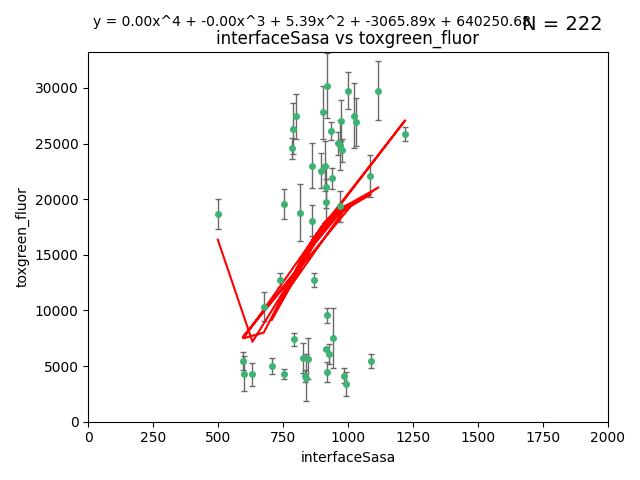 y = 0.00x^4 + -0.00x^3 + 5.39x^2 + -3065.89x + 640250.68
N = 222
interfaceSasa vs toxgreen_fluor
30000
25000
20000
15000
10000
5000
0
toxgreen_fluor
0 250 500 750 1000 1250 1500 1750 2000
interfaceSasa